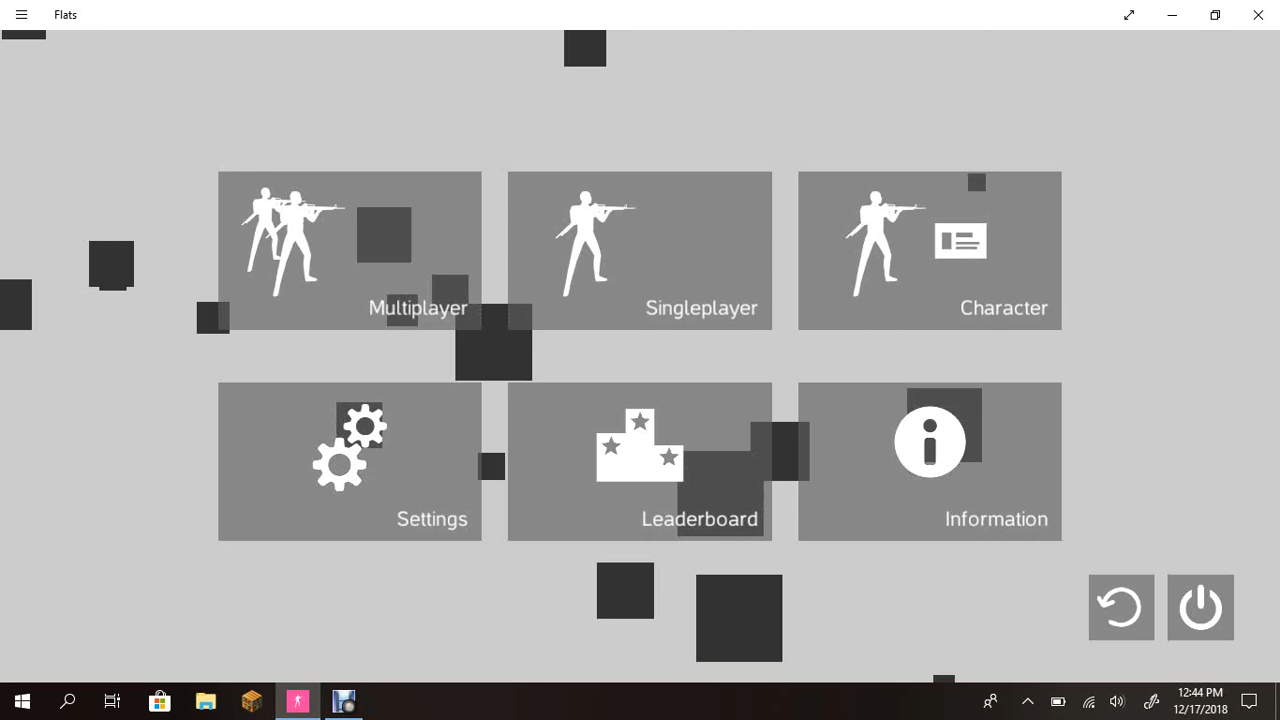 Flats
Multiplayer
Singleplayer
Character
Settings
Leaderboard
Information
12:44 PM
12/17/2018